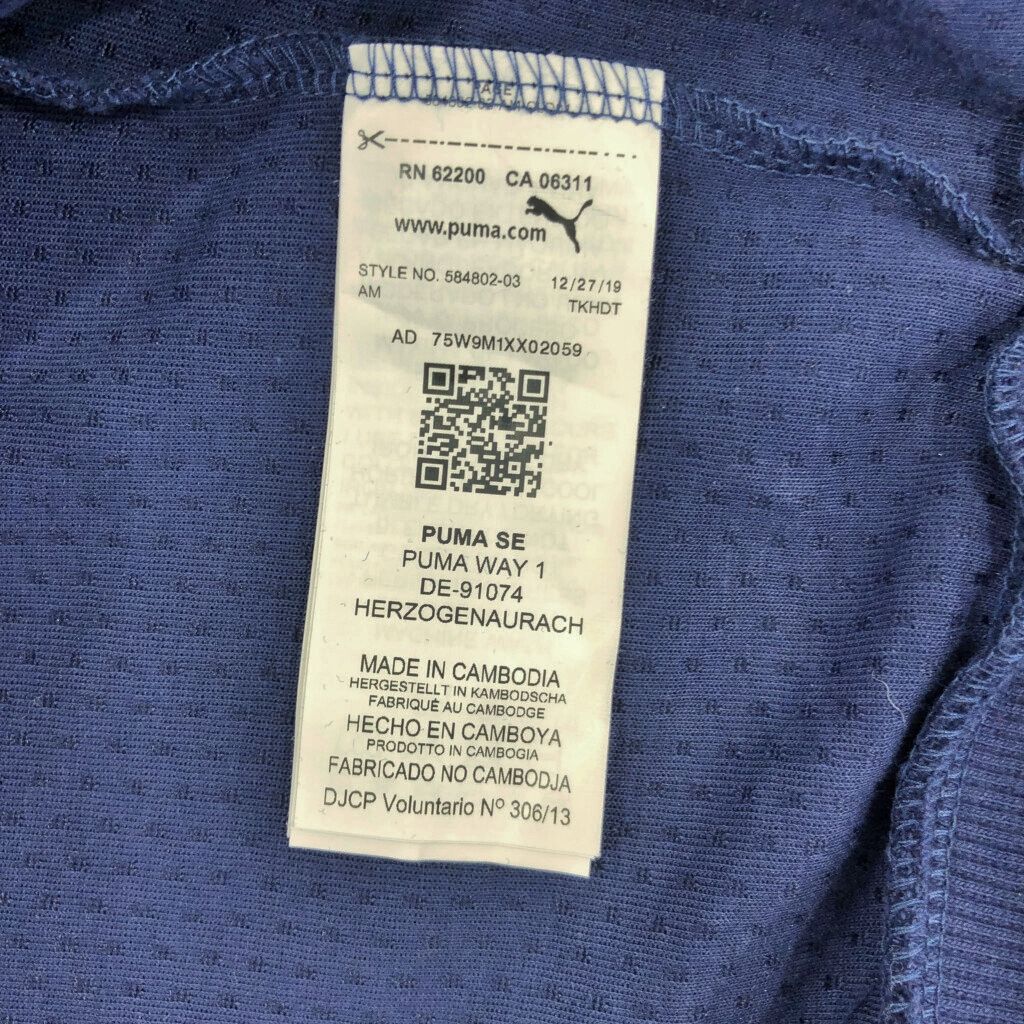 RN 62200 CA 06311
www.puma.com
STYLE NO. 584802-03 12/27/19
AM TKHDT
AD 75W9M1XX02059
PUMA SE
PUMA WAY 1
DE-91074
HERZOGENAURACH
MADE IN CAMBODIA
HERGESTELLT IN KAMBODSCHA
FABRIQUÉ AU CAMBODGE
HECHO EN CAMBOYA
PRODOTTO IN CAMBOGIA
FABRICADO NO CAMBODJA
DJCP Voluntario Nº 306/13